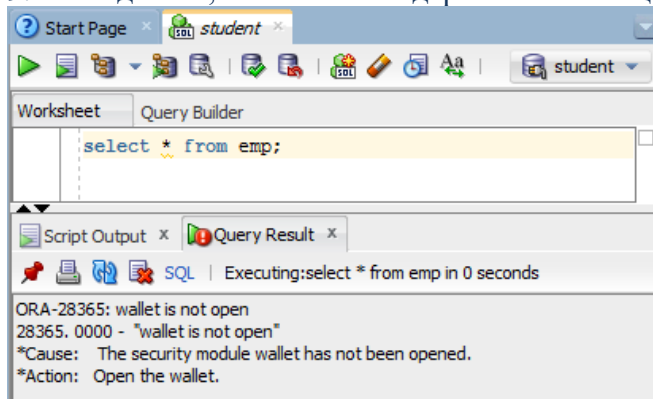 Start Page
student
student
Worksheet
Query Builder
select * from emp;
Script Output
Query Result
SQL | Executing:select * from emp in 0 seconds
ORA-28365: wallet is not open
28365. 0000 - "wallet is not open"
*Cause: The security module wallet has not been opened.
*Action: Open the wallet.